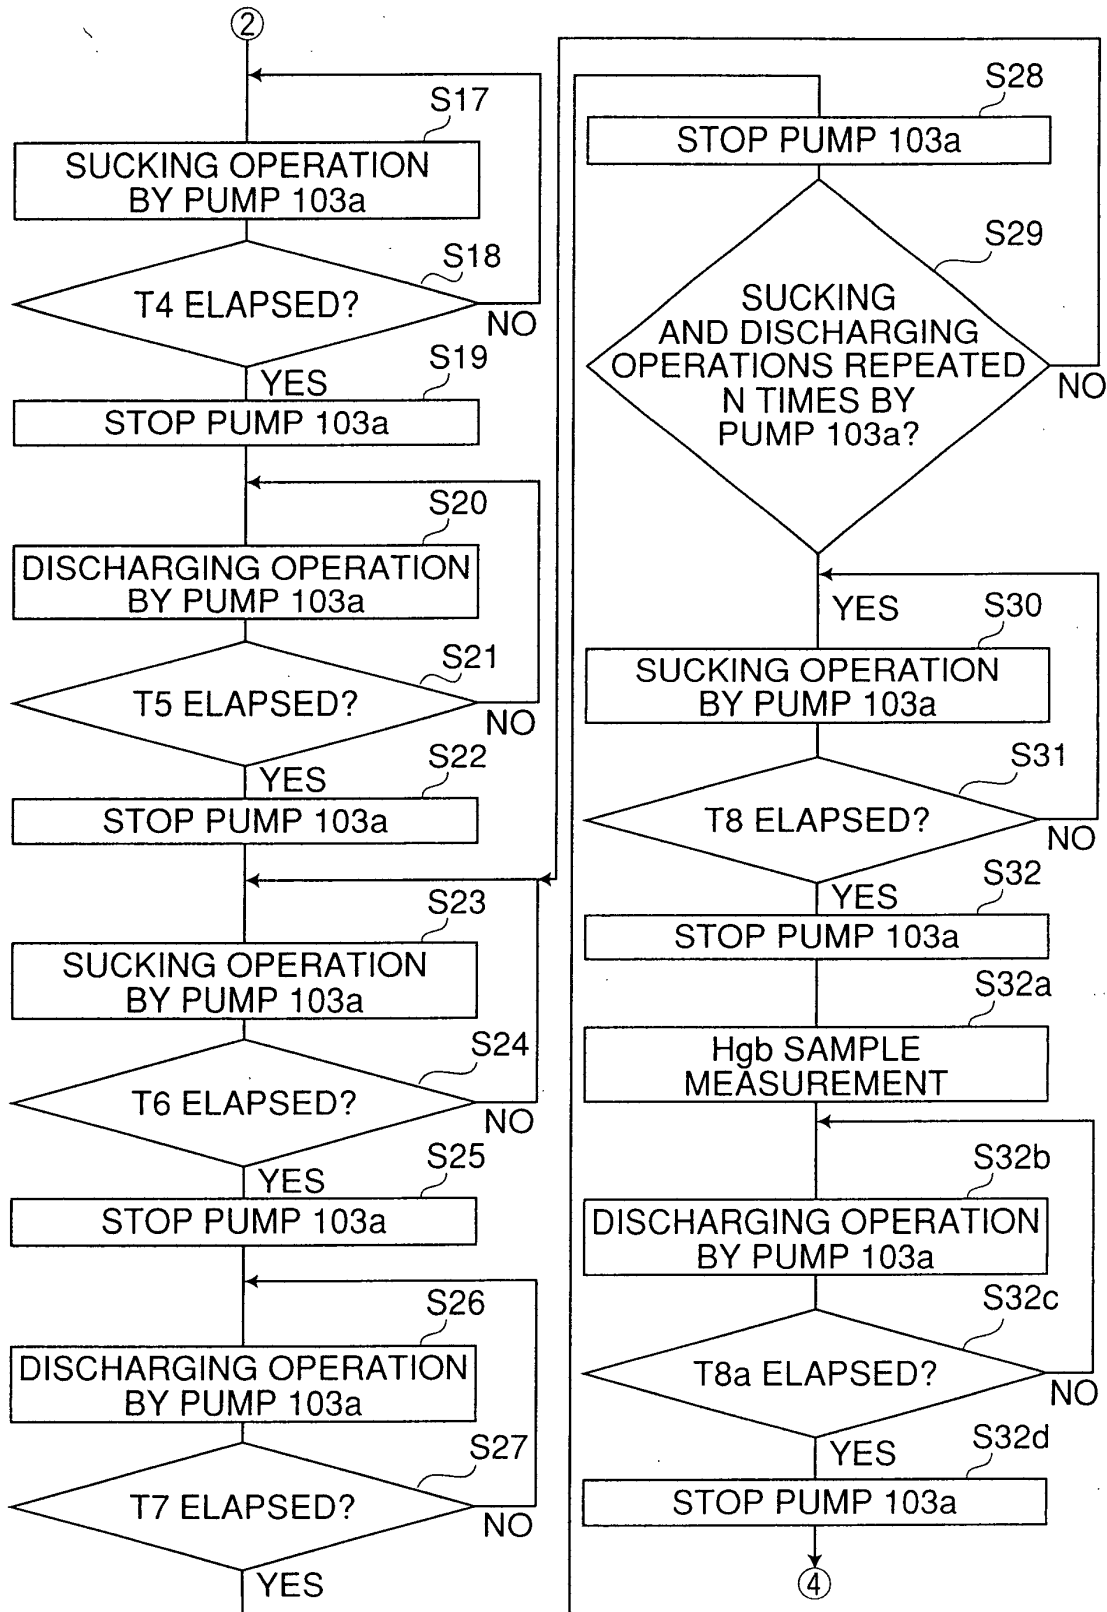 ②
S17
SUCKING OPERATION
BY PUMP 103a
S18
T4 ELAPSED?
NO
S19
YES
STOP PUMP 103a
S20
DISCHARGING OPERATION
BY PUMP 103a
S21
T5 ELAPSED?
NO
S22
YES
STOP PUMP 103a
S23
SUCKING OPERATION
BY PUMP 103a
S24
T6 ELAPSED?
NO
S25
YES
STOP PUMP 103a
S26
DISCHARGING OPERATION
BY PUMP 103a
S27
T7 ELAPSED?
NO
YES
S28
STOP PUMP 103a
S29
SUCKING
AND DISCHARGING
OPERATIONS REPEATED
N TIMES BY
PUMP 103a?
NO
YES
S30
SUCKING OPERATION
BY PUMP 103a
S31
T8 ELAPSED?
NO
YES
S32
STOP PUMP 103a
S32a
Hgb SAMPLE
MEASUREMENT
S32b
DISCHARGING OPERATION
BY PUMP 103a
S32c
T8a ELAPSED?
NO
YES
S32d
STOP PUMP 103a
④